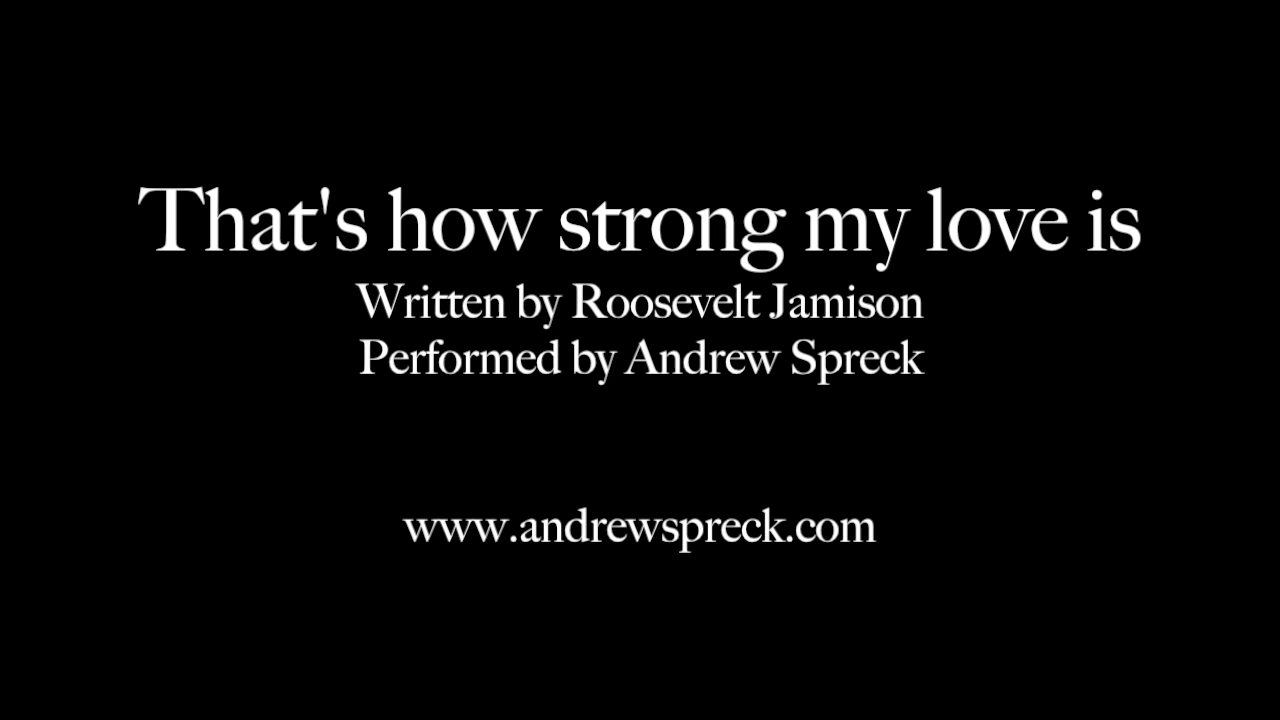 That's how strong my love is
Written by Roosevelt Jamison
Performed by Andrew Spreck
www.andrewspreck.com